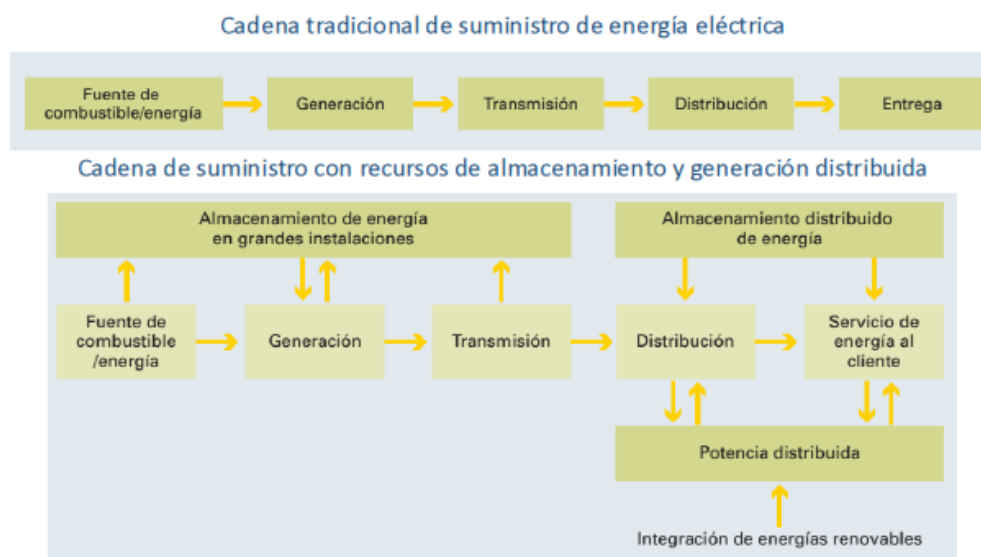 Cadena tradicional de suministro de energía eléctrica
Fuente de
combustible/energía
Generación
Transmisión
Distribución
Entrega
Cadena de suministro con recursos de almacenamiento y generación distribuida
Almacenamiento de energía
en grandes instalaciones
Almacenamiento distribuido
de energía
Fuente de
combustible
/energía
Generación
Transmisión
Distribución
Servicio de
energía al
cliente
Potencia distribuida
Integración de energías renovables